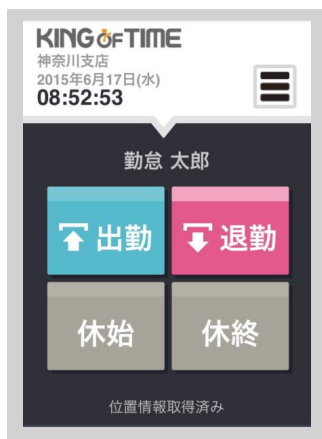 KING OF TIME
神奈川支店
2015年6月17日(水)
08:52:53
勤怠 太郎
出勤 退勤
休始 休終
位置情報取得済み